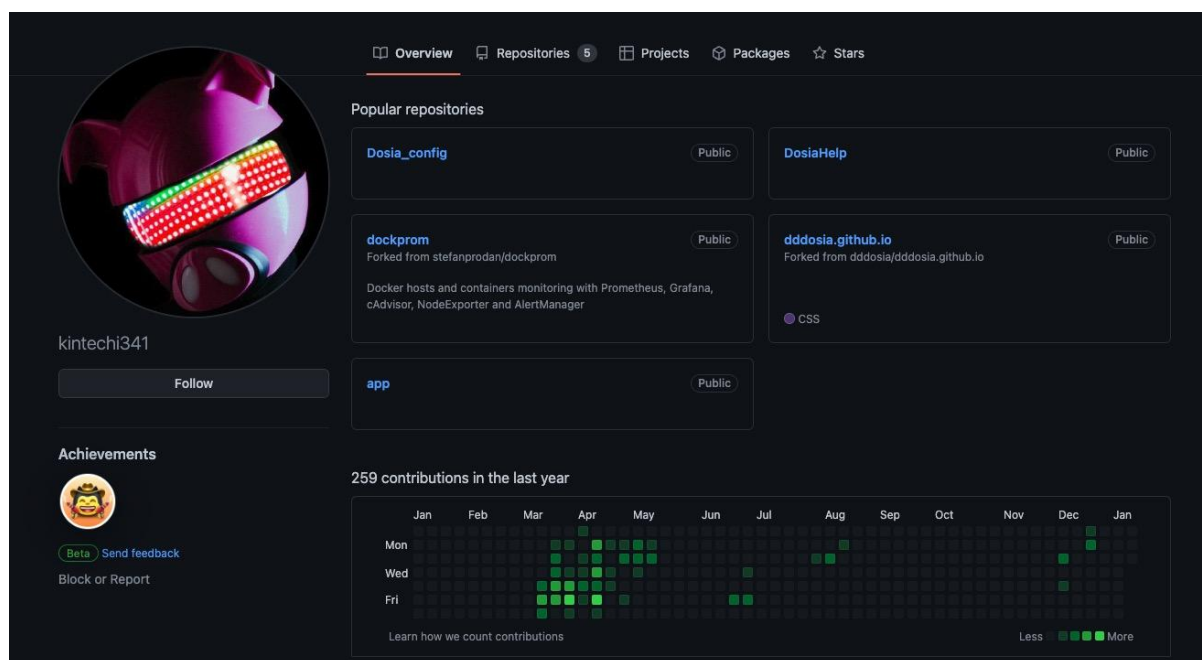 Overview Repositories 5 Projects Packages Stars
Popular repositories
Dosia_config Public
DosiaHelp Public
dockprom Public
Forked from stefanprodan/dockprom
Docker hosts and containers monitoring with Prometheus, Grafana,
cAdvisor, NodeExporter and AlertManager
dddosia.github.io Public
Forked from dddosia/dddosia.github.io
CSS
app Public
kintechi341
Follow
Achievements
Beta Send feedback
Block or Report
259 contributions in the last year
Jan Feb Mar Apr May Jun Jul Aug Sep Oct Nov Dec Jan
Mon
Wed
Fri
Learn how we count contributions
Less More